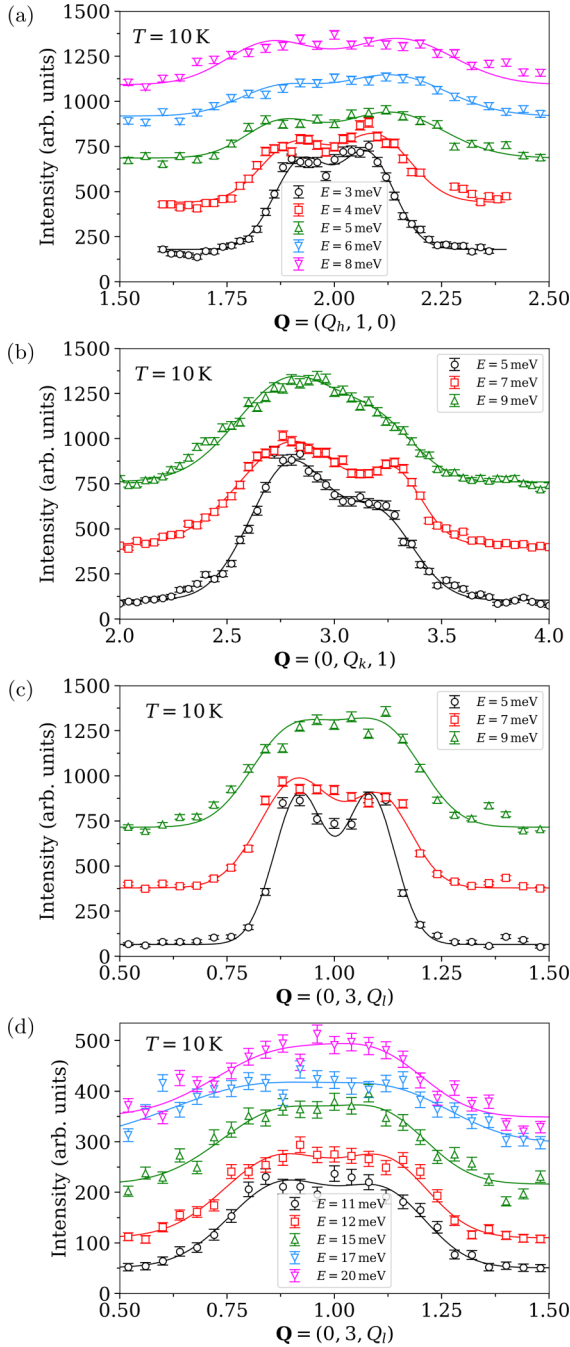 (a)
T = 10 K
Intensity (arb. units)
1500
1250
1000
750
500
250
0
E = 3 meV
E = 4 meV
E = 5 meV
E = 6 meV
E = 8 meV
1.50 1.75 2.00 2.25 2.50
Q = (Qh, 1, 0)
(b)
T = 10 K
Intensity (arb. units)
1500
1250
1000
750
500
250
0
E = 5 meV
E = 7 meV
E = 9 meV
2.0 2.5 3.0 3.5 4.0
Q = (0, Qk, 1)
(c)
T = 10 K
Intensity (arb. units)
1500
1250
1000
750
500
250
0
E = 5 meV
E = 7 meV
E = 9 meV
0.50 0.75 1.00 1.25 1.50
Q = (0, 3, Ql)
(d)
T = 10 K
Intensity (arb. units)
500
400
300
200
100
0
E = 11 meV
E = 12 meV
E = 15 meV
E = 17 meV
E = 20 meV
0.50 0.75 1.00 1.25 1.50
Q = (0, 3, Ql)